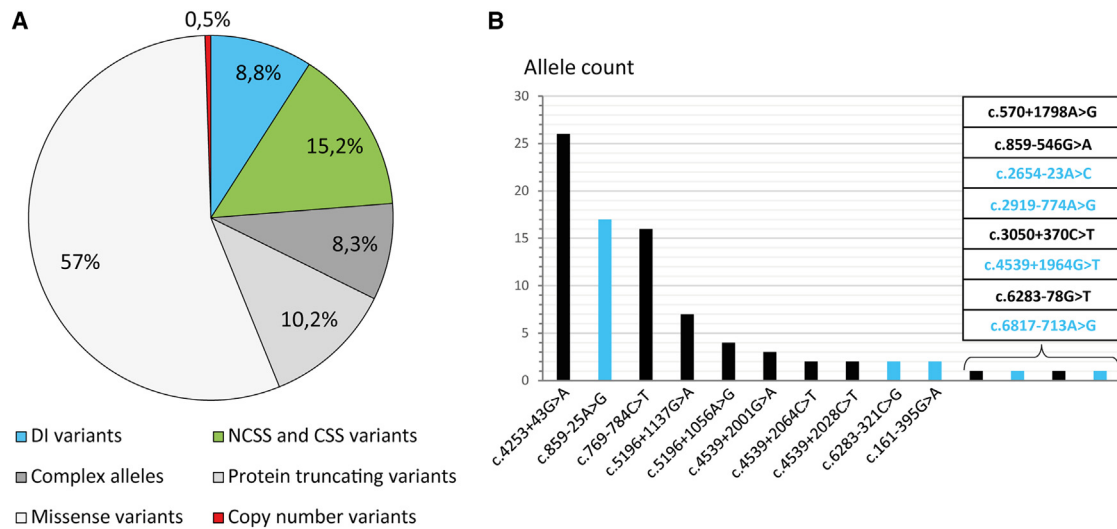 A
0,5%
8,8%
15,2%
8,3%
10,2%
57%
DI variants
NCSS and CSS variants
Complex alleles
Protein truncating variants
Missense variants
Copy number variants
B
Allele count
30
25
20
15
10
5
0
c.4253+43G>A
c.859-25A>G
c.769-784C>T
c.5196+1137G>A
c.5196+1056A>G
c.4539+2001G>A
c.4539+2064C>T
c.4539+2028C>T
c.6283-321C>G
c.161-395G>A
c.570+1798A>G
c.859-546G>A
c.2654-23A>C
c.2919-774A>G
c.3050+370C>T
c.4539+1964G>T
c.6283-78G>T
c.6817-713A>G